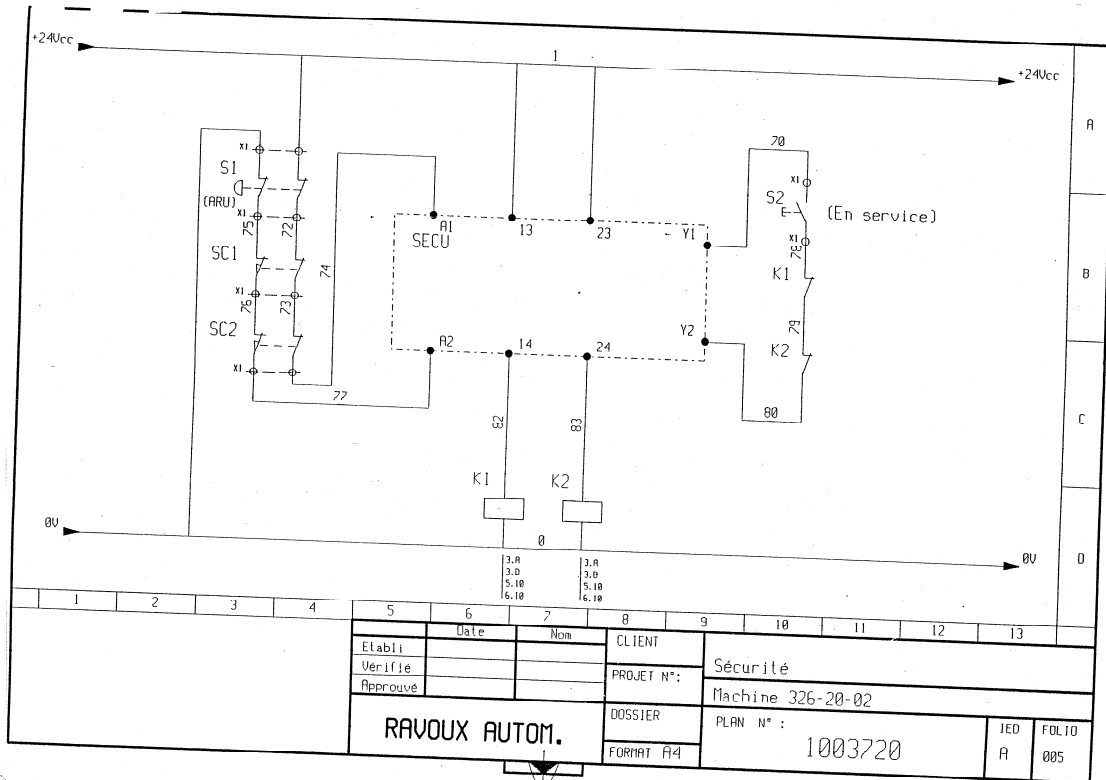 +24Vcc
1
+24Vcc
A
70
X1
S1
(ARU)
X1
75
72
X1
S2
(En service)
X1
78
A1
SECU
13
23
Y1
SC1
74
K1
B
X1
76
73
SC2
A2
14
24
Y2
79
K2
X1
77
82
83
80
C
K1
K2
0V
0
0V
D
3.A
3.D
5.10
6.10
3.A
3.D
5.10
6.10
1 2 3 4 5 6 7 8 9 10 11 12 13
Date Nom
Etabli
Vérifié
Approuvé
CLIENT
PROJET N°:
Sécurité
Machine 326-20-02
RAVOUX AUTOM.
DOSSIER
FORMAT A4
PLAN N° :
1003720
IED
A
FOLIO
005